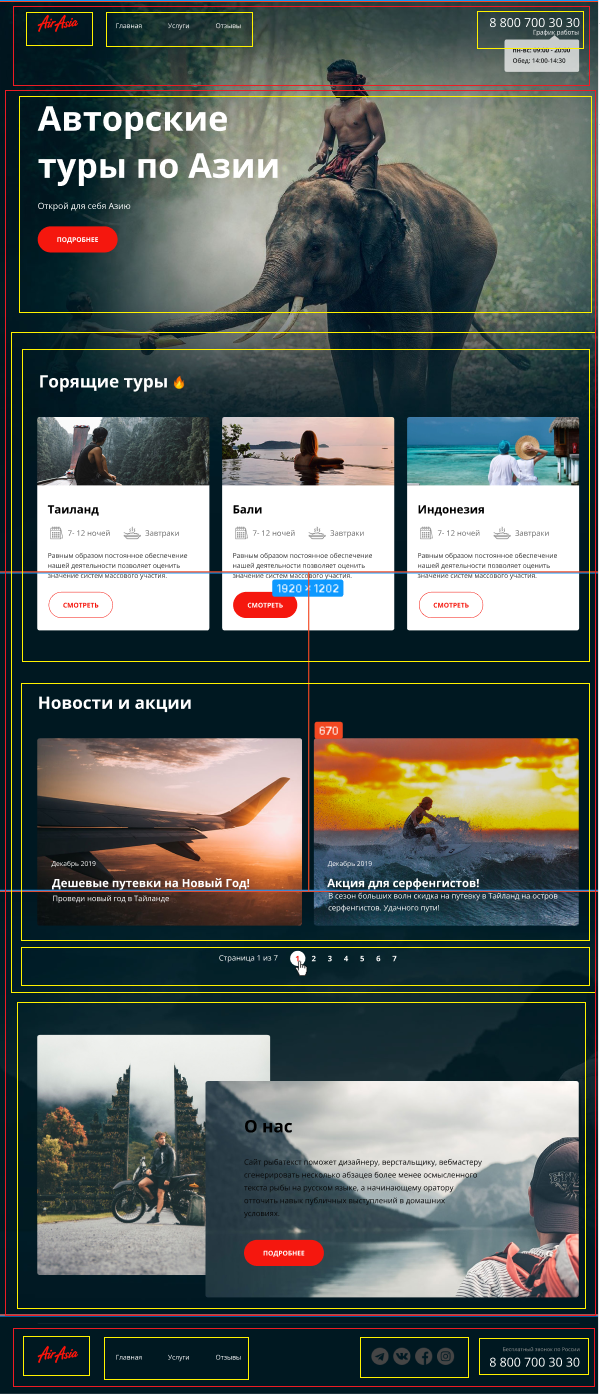 AirAsia
Главная Услуги Отзывы
8 800 700 30 30
График работы
пн-вс: 09:00 - 20:00
Обед: 14:00-14:30
Авторские
туры по Азии
Открой для себя Азию
ПОДРОБНЕЕ
Горящие туры
Таиланд
7- 12 ночей Завтраки
Равным образом постоянное обеспечение
нашей деятельности позволяет оценить
значение систем массового участия.
СМОТРЕТЬ
Бали
7- 12 ночей Завтраки
Равным образом постоянное обеспечение
нашей деятельности позволяет оценить
значение систем массового участия.
СМОТРЕТЬ
Индонезия
7- 12 ночей Завтраки
Равным образом постоянное обеспечение
нашей деятельности позволяет оценить
значение систем массового участия.
СМОТРЕТЬ
1920 × 1202
Новости и акции
670
Декабрь 2019
Дешевые путевки на Новый Год!
Проведи новый год в Тайланде
Декабрь 2019
Акция для серфенгистов!
В сезон больших волн скидка на путевку в Тайланд на остров
серфенгистов. Удачного пути!
Страница 1 из 7 1 2 3 4 5 6 7
О нас
Сайт рыбатекст поможет дизайнеру, верстальщику, вебмастеру
сгенерировать несколько абзацев более менее осмысленного
текста рыбы на русском языке, а начинающему оратору
отточить навык публичных выступлений в домашних
условиях.
ПОДРОБНЕЕ
AirAsia
Главная Услуги Отзывы
Бесплатный звонок по России
8 800 700 30 30